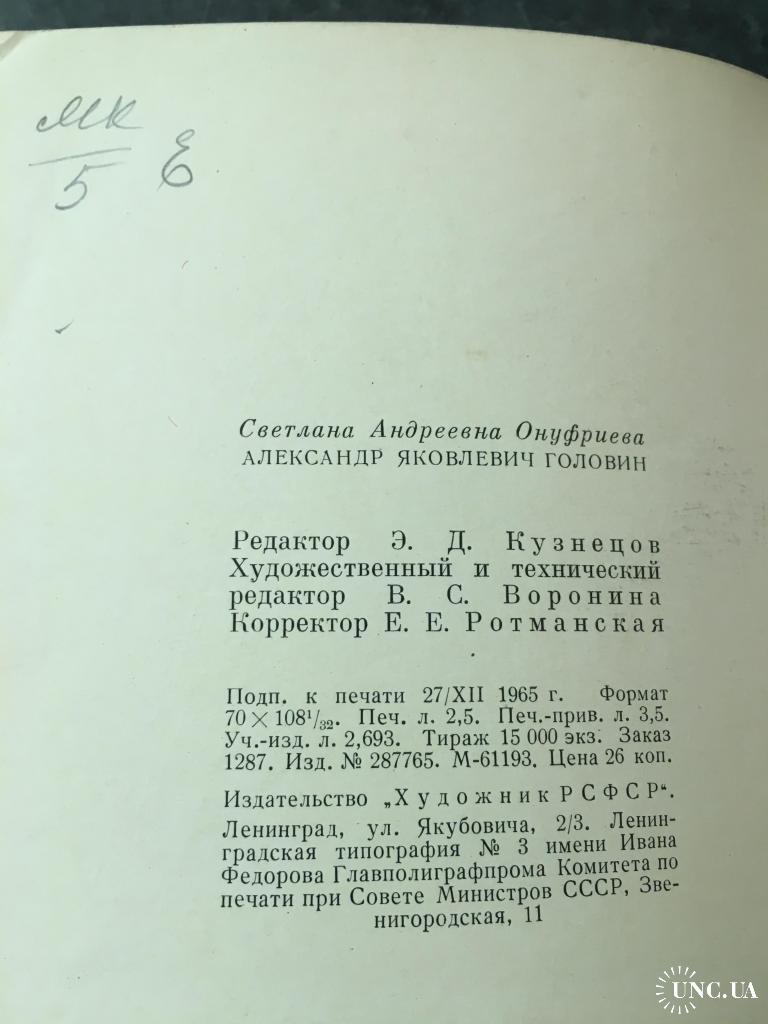 МК
5 Е
Светлана Андреевна Онуфриева
АЛЕКСАНДР ЯКОВЛЕВИЧ ГОЛОВИН
Редактор Э. Д. Кузнецов
Художественный и технический
редактор В. С. Воронина
Корректор Е. Е. Ротманская
Подп. к печати 27/XII 1965 г. Формат
70×108¹/₃₂. Печ. л. 2,5. Печ.-прив. л. 3,5.
Уч.-изд. л. 2,693. Тираж 15 000 экз. Заказ
1287. Изд. № 287765. М-61193. Цена 26 коп.
Издательство „Художник РСФСР“.
Ленинград, ул. Якубовича, 2/3. Ленин-
градская типография № 3 имени Ивана
Федорова Главполиграфпрома Комитета по
печати при Совете Министров СССР, Зве-
нигородская, 11
UNC.UA